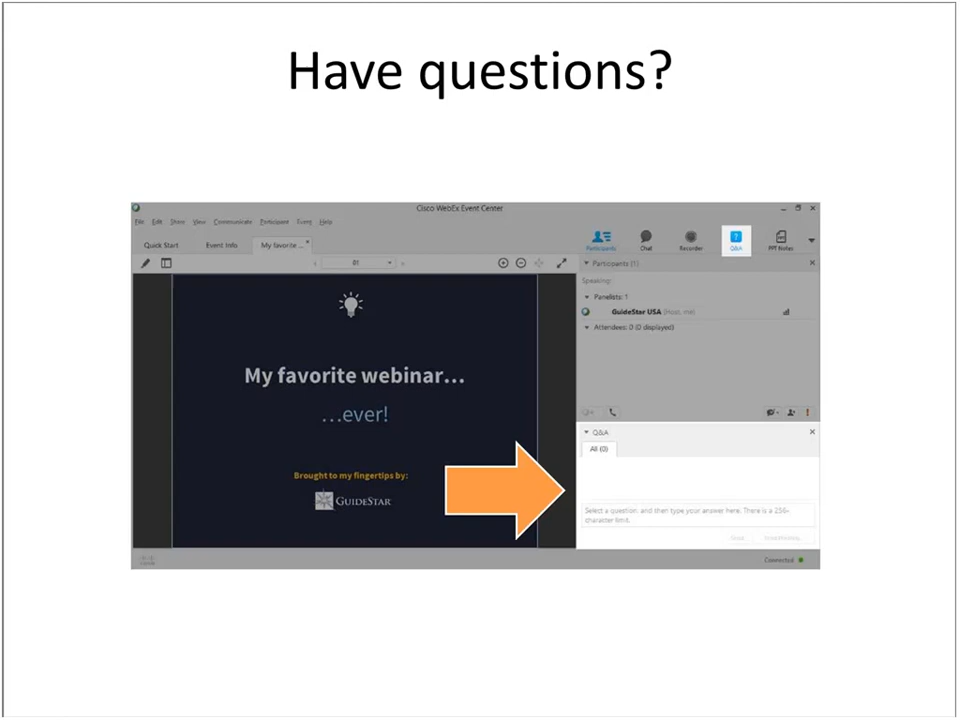 Have questions?
Cisco WebEx Event Center
File Edit Share View Communicate Participant Event Help
Quick Start Event Info My favorite ...
Participants Chat Recorder Q&A PPT Notes
01
Participants (1)
Speaking:
Panelists: 1
GuideStar USA (host, me)
Attendees: 0 (0 displayed)
My favorite webinar...
...ever!
Brought to my fingertips by:
GUIDESTAR
Q&A
All (0)
Select a question, and then type your answer here. There is a 256-
character limit.
Connected